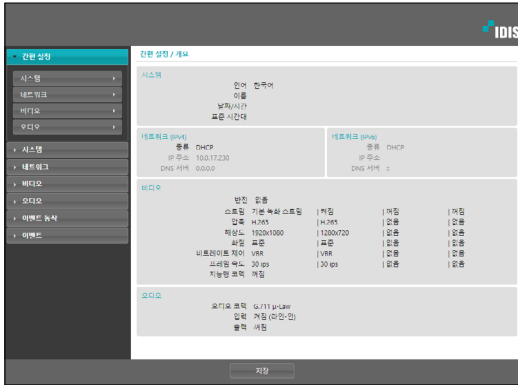 IDIS
간편 설정
시스템
네트워크
비디오
오디오
시스템
네트워크
비디오
오디오
이벤트 동작
이벤트
간편 설정 / 개요
시스템
언어 한국어
이름
날짜/시간
표준 시간대
네트워크 (IPv4)
종류 DHCP
IP 주소 10.0.17.230
DNS 서버 0.0.0.0
네트워크 (IPv6)
종류 DHCP
IP 주소
DNS 서버 ::
비디오
반전 없음
스트림 기본 녹화 스트림 | 켜짐 | 꺼짐 | 꺼짐
압축 H.265 | H.265 | 없음 | 없음
해상도 1920x1080 | 1280x720 | 없음 | 없음
화질 표준 | 표준 | 없음 | 없음
비트레이트 제어 VBR | VBR | 없음 | 없음
프레임 속도 30 ips | 30 ips | 없음 | 없음
지능형 코덱 꺼짐
오디오
오디오 코덱 G.711 μ-Law
입력 켜짐 (라인-인)
출력 꺼짐
저장